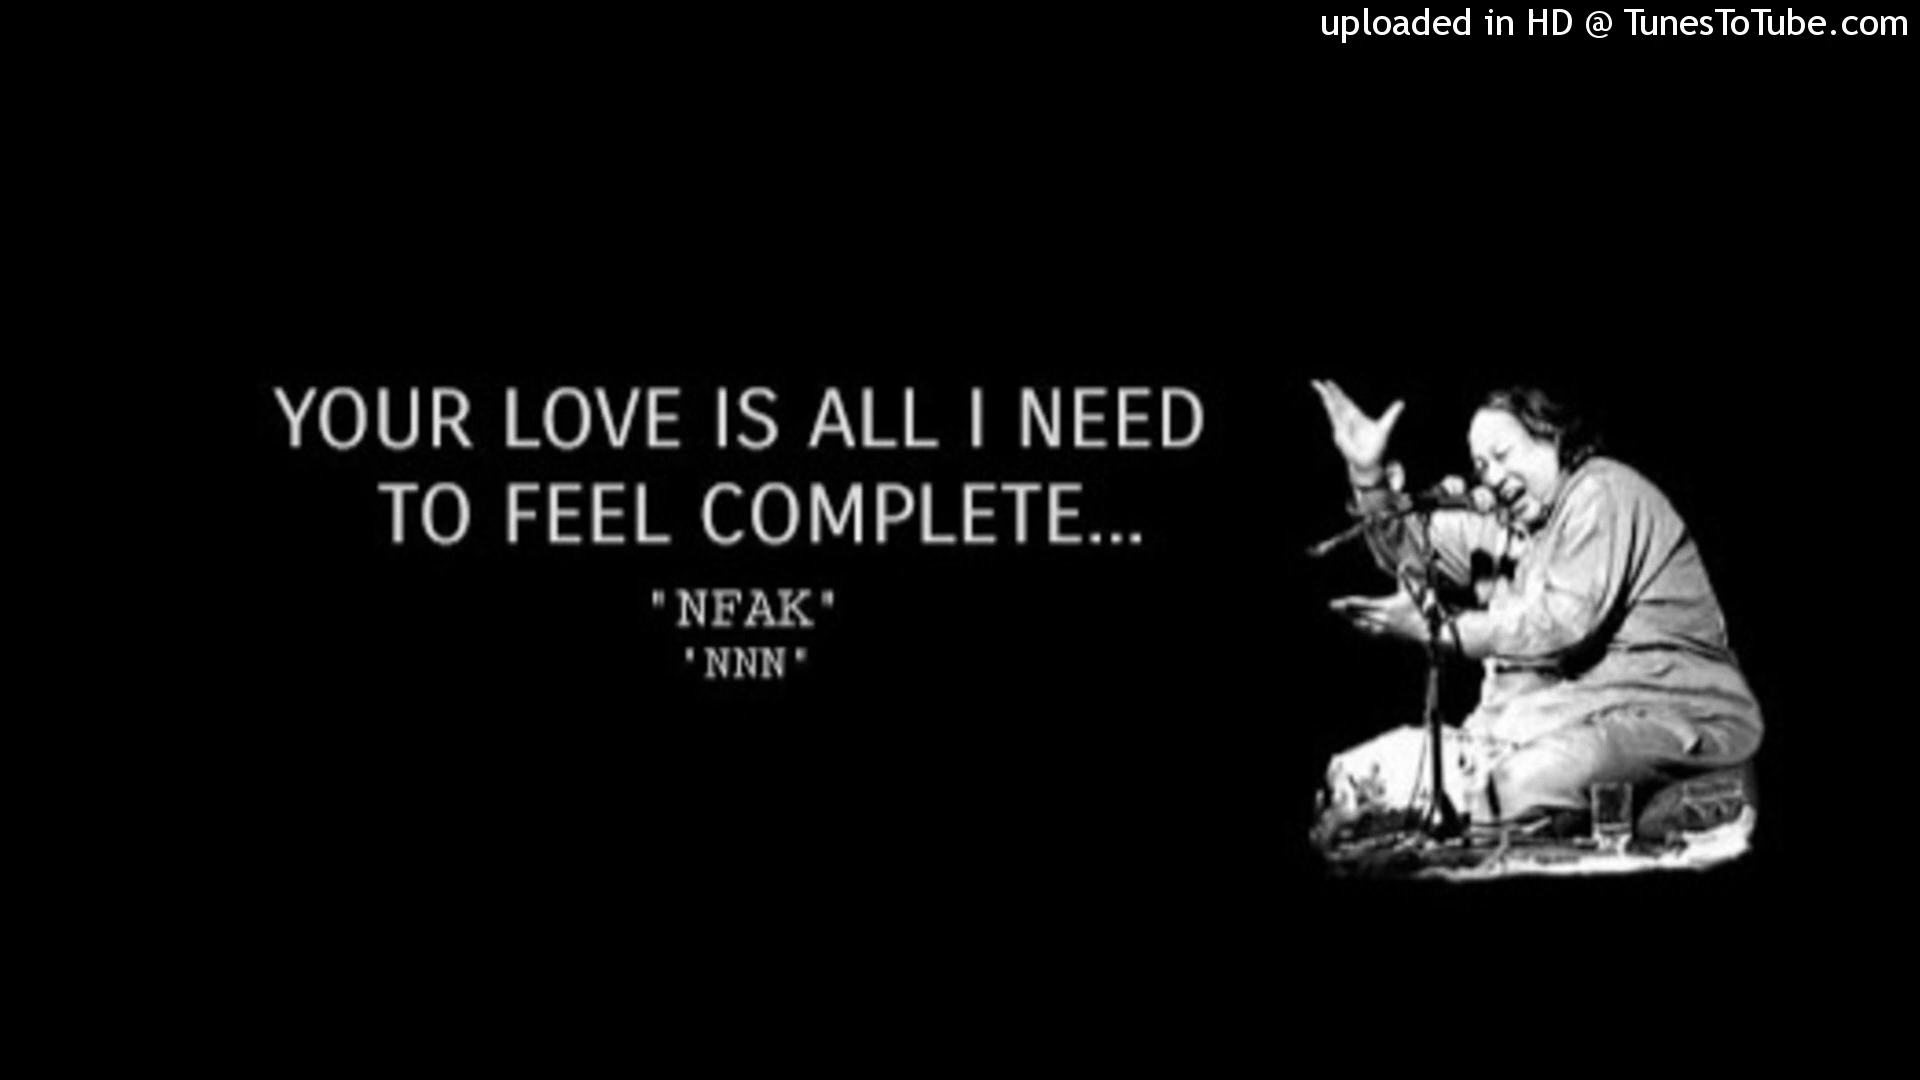 uploaded in HD @ TunesToTube.com
YOUR LOVE IS ALL I NEED
TO FEEL COMPLETE...
"NFAK"
"NNN"